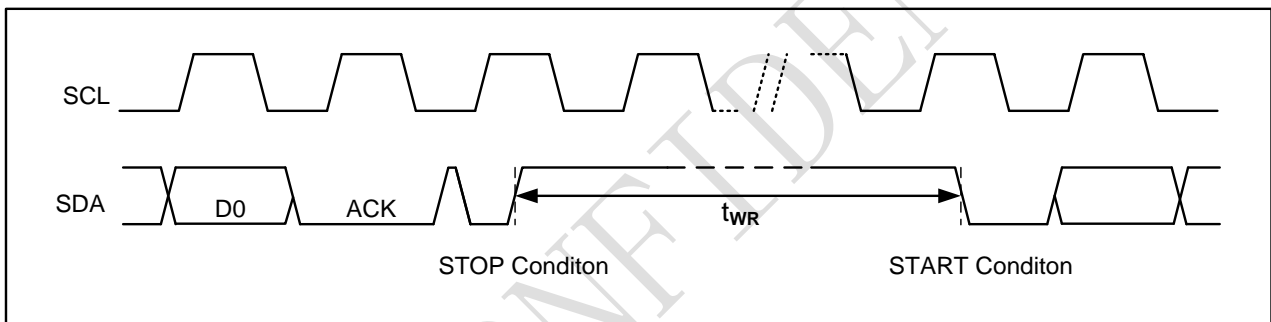 SCL
SDA
D0
ACK
tWR
STOP Conditon
START Conditon